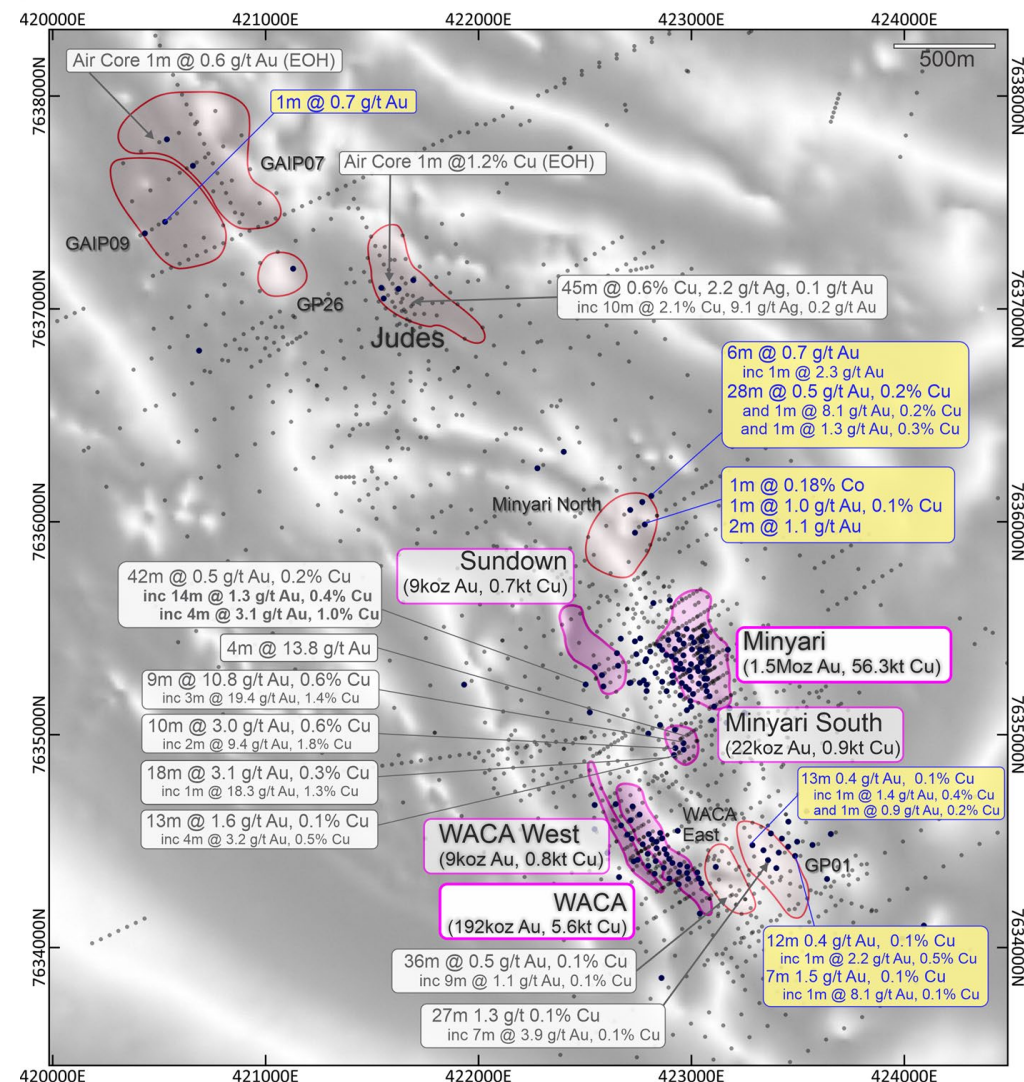 420000E
421000E
422000E
423000E
424000E
7638000N
7637000N
7636000N
7635000N
7634000N
7638000N
7637000N
7636000N
7635000N
7634000N
500m
Air Core 1m @ 0.6 g/t Au (EOH)
1m @ 0.7 g/t Au
GAIP07
Air Core 1m @1.2% Cu (EOH)
GAIP09
GP26
45m @ 0.6% Cu, 2.2 g/t Ag, 0.1 g/t Au
inc 10m @ 2.1% Cu, 9.1 g/t Ag, 0.2 g/t Au
Judes
6m @ 0.7 g/t Au
inc 1m @ 2.3 g/t Au
28m @ 0.5 g/t Au, 0.2% Cu
and 1m @ 8.1 g/t Au, 0.2% Cu
and 1m @ 1.3 g/t Au, 0.3% Cu
Minyari North
1m @ 0.18% Co
1m @ 1.0 g/t Au, 0.1% Cu
2m @ 1.1 g/t Au
Sundown
(9koz Au, 0.7kt Cu)
42m @ 0.5 g/t Au, 0.2% Cu
inc 14m @ 1.3 g/t Au, 0.4% Cu
inc 4m @ 3.1 g/t Au, 1.0% Cu
Minyari
(1.5Moz Au, 56.3kt Cu)
4m @ 13.8 g/t Au
9m @ 10.8 g/t Au, 0.6% Cu
inc 3m @ 19.4 g/t Au, 1.4% Cu
Minyari South
(22koz Au, 0.9kt Cu)
10m @ 3.0 g/t Au, 0.6% Cu
inc 2m @ 9.4 g/t Au, 1.8% Cu
18m @ 3.1 g/t Au, 0.3% Cu
inc 1m @ 18.3 g/t Au, 1.3% Cu
13m 0.4 g/t Au, 0.1% Cu
inc 1m @ 1.4 g/t Au, 0.4% Cu
and 1m @ 0.9 g/t Au, 0.2% Cu
13m @ 1.6 g/t Au, 0.1% Cu
inc 4m @ 3.2 g/t Au, 0.5% Cu
WACA
East
WACA West
(9koz Au, 0.8kt Cu)
GP01
WACA
(192koz Au, 5.6kt Cu)
12m 0.4 g/t Au, 0.1% Cu
inc 1m @ 2.2 g/t Au, 0.5% Cu
7m 1.5 g/t Au, 0.1% Cu
inc 1m @ 8.1 g/t Au, 0.1% Cu
36m @ 0.5 g/t Au, 0.1% Cu
inc 9m @ 1.1 g/t Au, 0.1% Cu
27m 1.3 g/t 0.1% Cu
inc 7m @ 3.9 g/t Au, 0.1% Cu
420000E
421000E
422000E
423000E
424000E